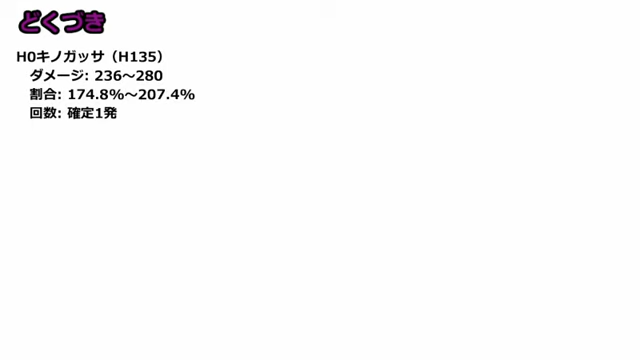 どくづき
H0キノガッサ（H135）
ダメージ: 236～280
割合: 174.8%～207.4%
回数: 確定1発